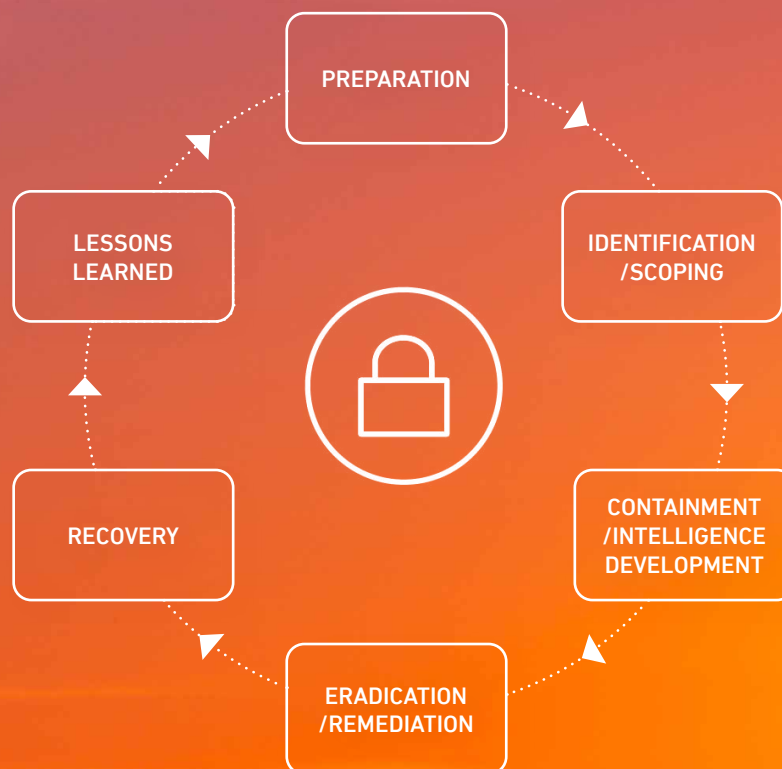 PREPARATION
IDENTIFICATION
/SCOPING
CONTAINMENT
/INTELLIGENCE
DEVELOPMENT
ERADICATION
/REMEDIATION
RECOVERY
LESSONS
LEARNED